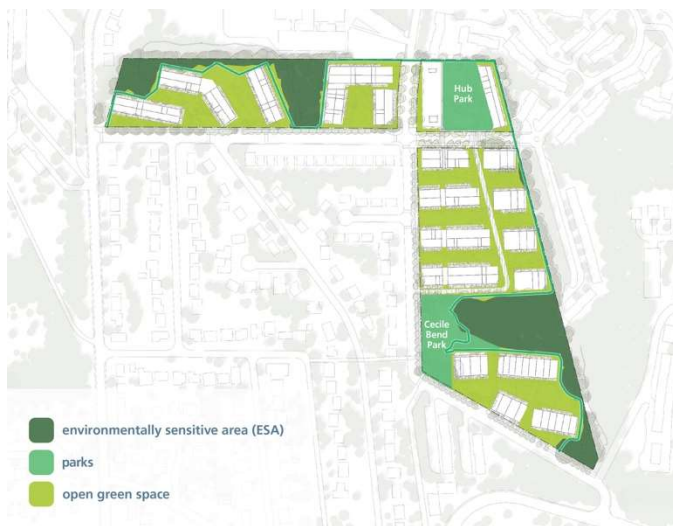 Hub
Park
Cecile
Bend
Park
environmentally sensitive area (ESA)
parks
open green space